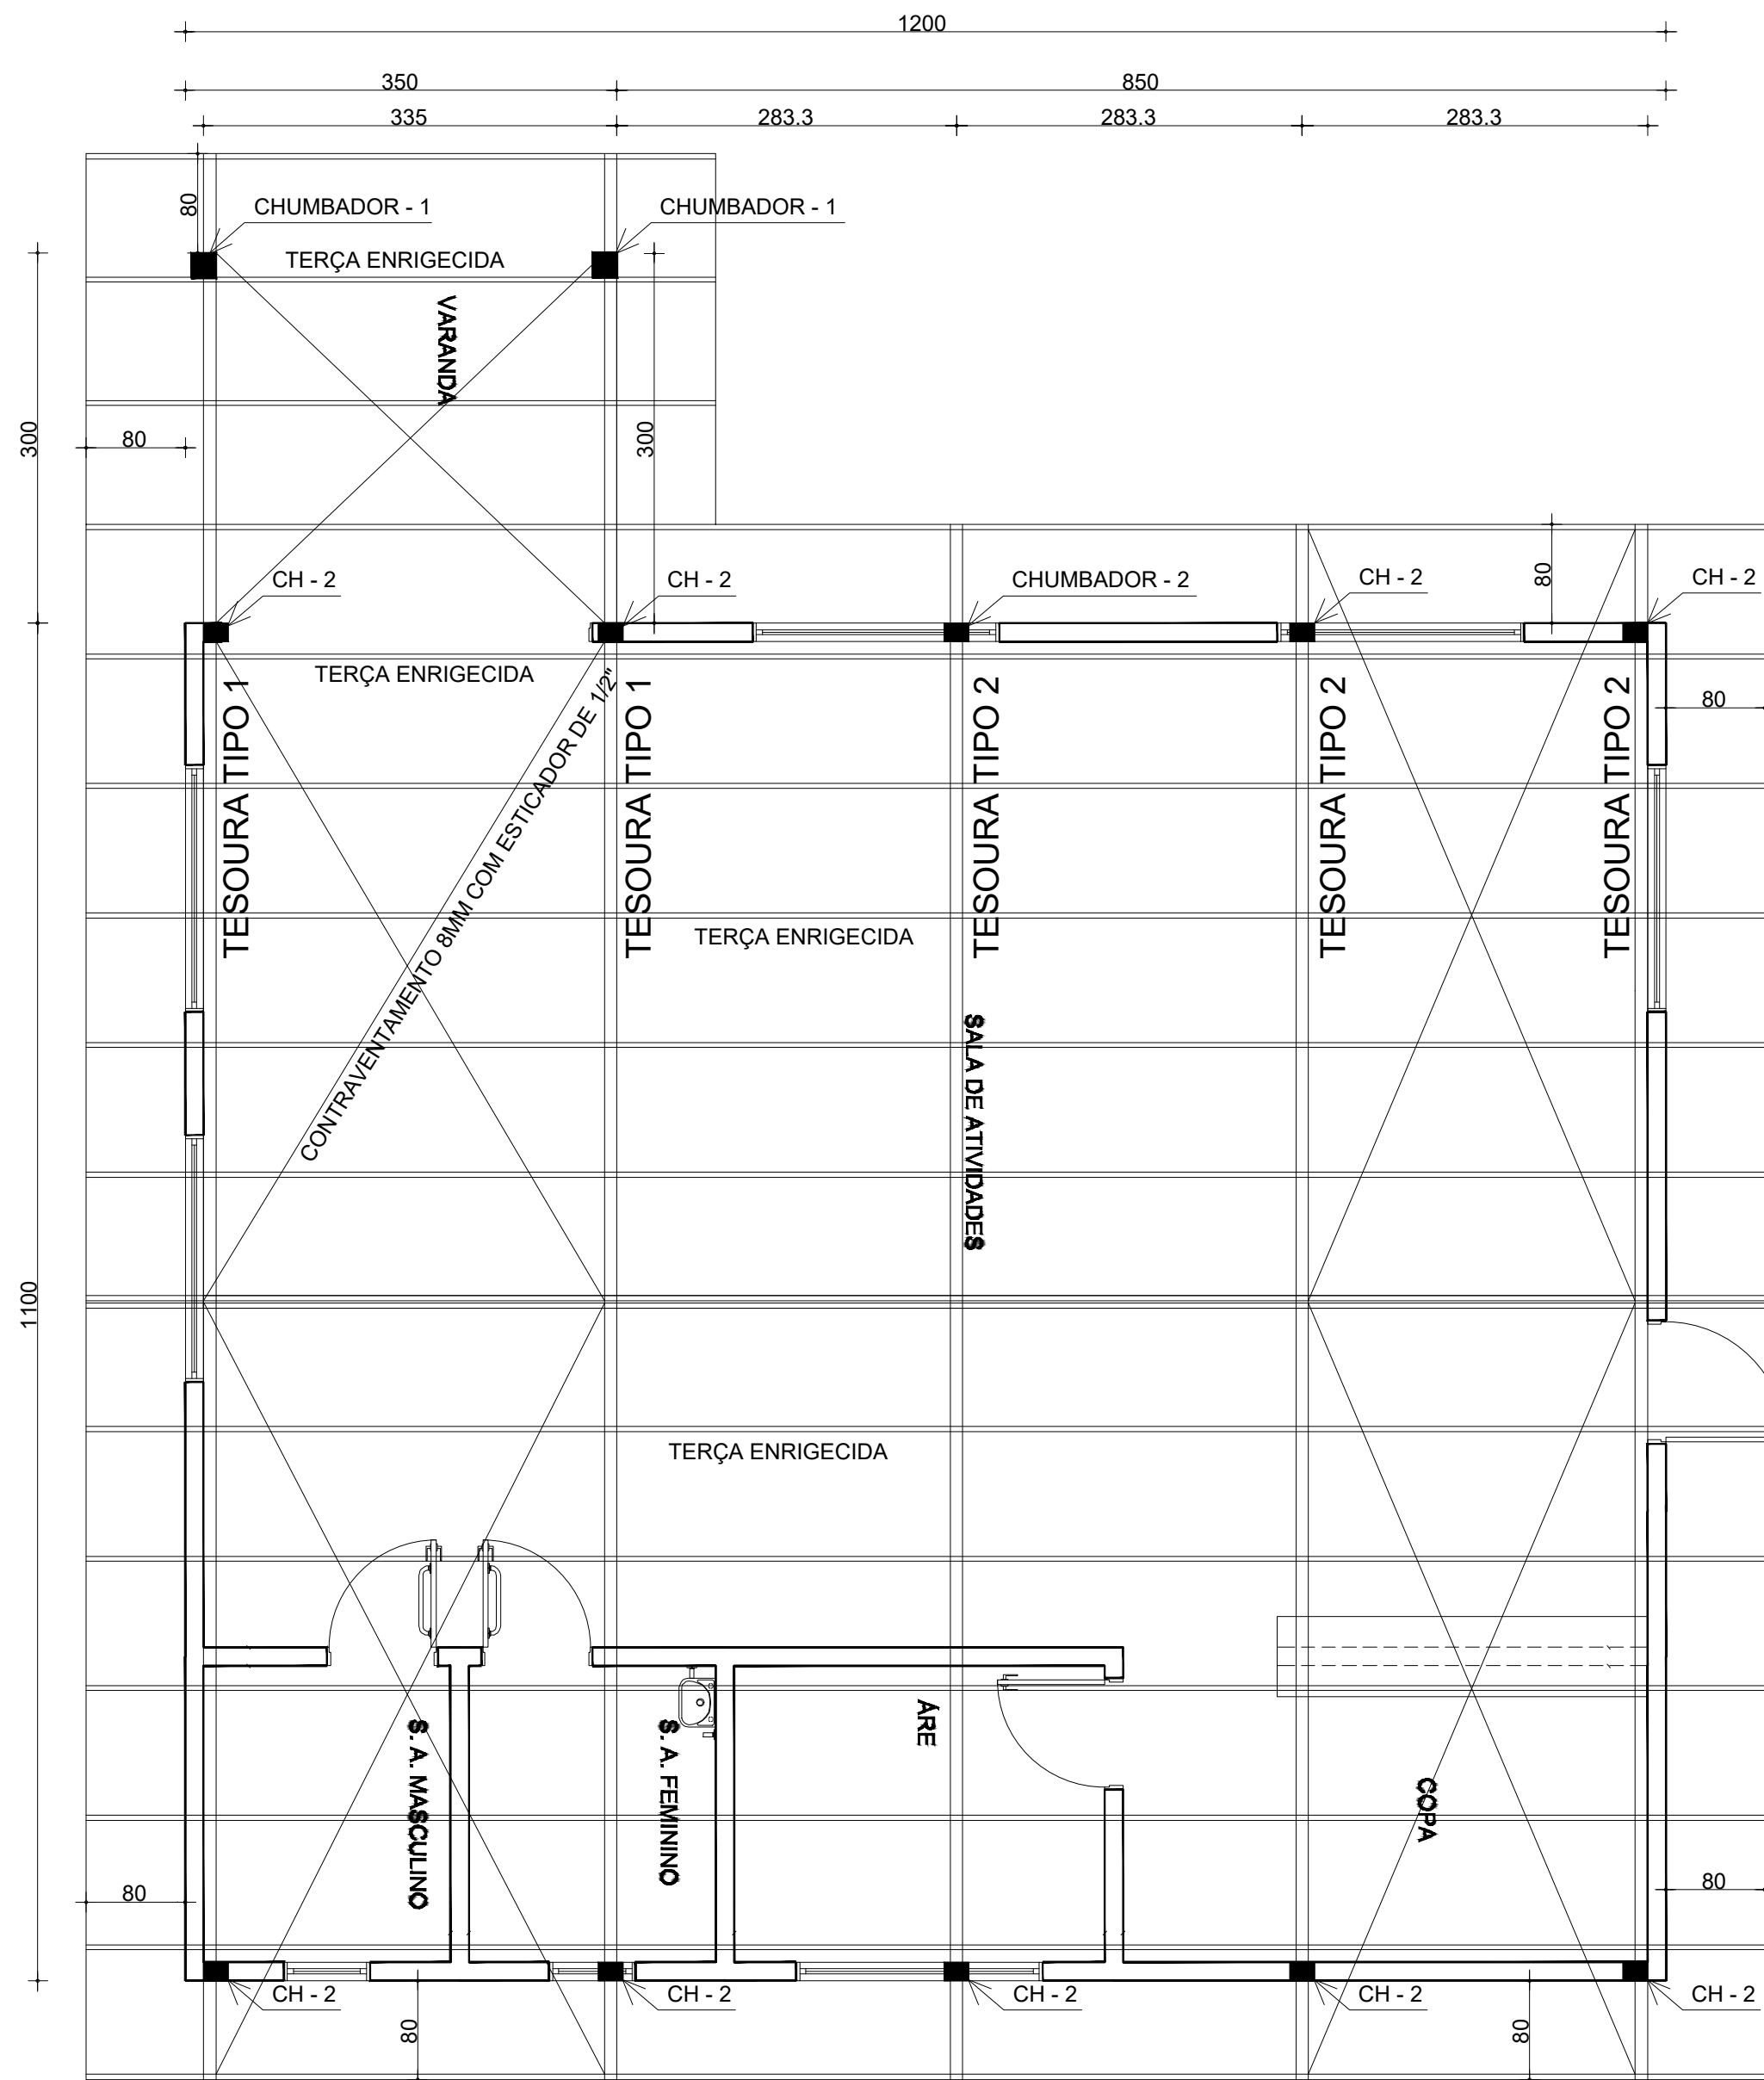 1200
350
850
335
283.3
283.3
283.3
80
CHUMBADOR - 1
CHUMBADOR - 1
TERÇA ENRIGECIDA
VARANDA
300
80
300
CH - 2
CH - 2
CHUMBADOR - 2
80
CH - 2
CH - 2
TERÇA ENRIGECIDA
80
TESOURA TIPO 1
TESOURA TIPO 1
TESOURA TIPO 2
TESOURA TIPO 2
TESOURA TIPO 2
CONTRAVENTAMENTO 8MM COM ESTICADOR DE 1/2"
TERÇA ENRIGECIDA
SALA DE ATIVIDADES
1100
TERÇA ENRIGECIDA
S. A. MASCULINO
S. A. FEMININO
ÁRE
COPA
80
80
CH - 2
CH - 2
CH - 2
CH - 2
CH - 2
80
80